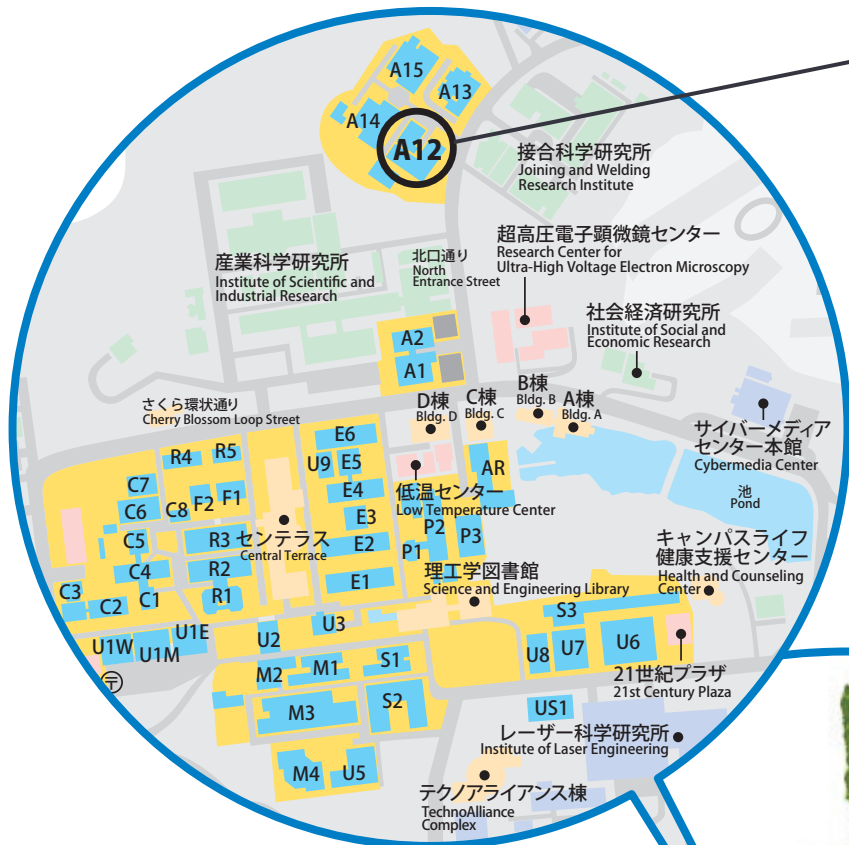 A15
A13
A14
A12
接合科学研究所
Joining and Welding
Research Institute
超高圧電子顕微鏡センター
Research Center for
Ultra-High Voltage Electron Microscopy
北口通り
North
Entrance Street
産業科学研究所
Institute of Scientific and
Industrial Research
社会経済研究所
Institute of Social and
Economic Research
A2
A1
さくら環状通り
Cherry Blossom Loop Street
D棟
Bldg. D
C棟
Bldg. C
B棟
Bldg. B
A棟
Bldg. A
サイバーメディア
センター本館
Cybermedia Center
池
Pond
E6
U9
E5
E4
E3
E2
E1
R4
R5
C7
C6
C8
F2
F1
C5
R3
C4
R2
C3
C2
C1
R1
センテラス
Central Terrace
AR
低温センター
Low Temperature Center
P2
P3
P1
理工学図書館
Science and Engineering Library
キャンパスライフ
健康支援センター
Health and Counseling
Center
S3
U1W
U1M
U1E
U2
U3
U8
U7
U6
〒
M2
M1
S1
M3
S2
21世紀プラザ
21st Century Plaza
US1
レーザー科学研究所
Institute of Laser Engineering
M4
U5
テクノアライアンス棟
TechnoAlliance
Complex